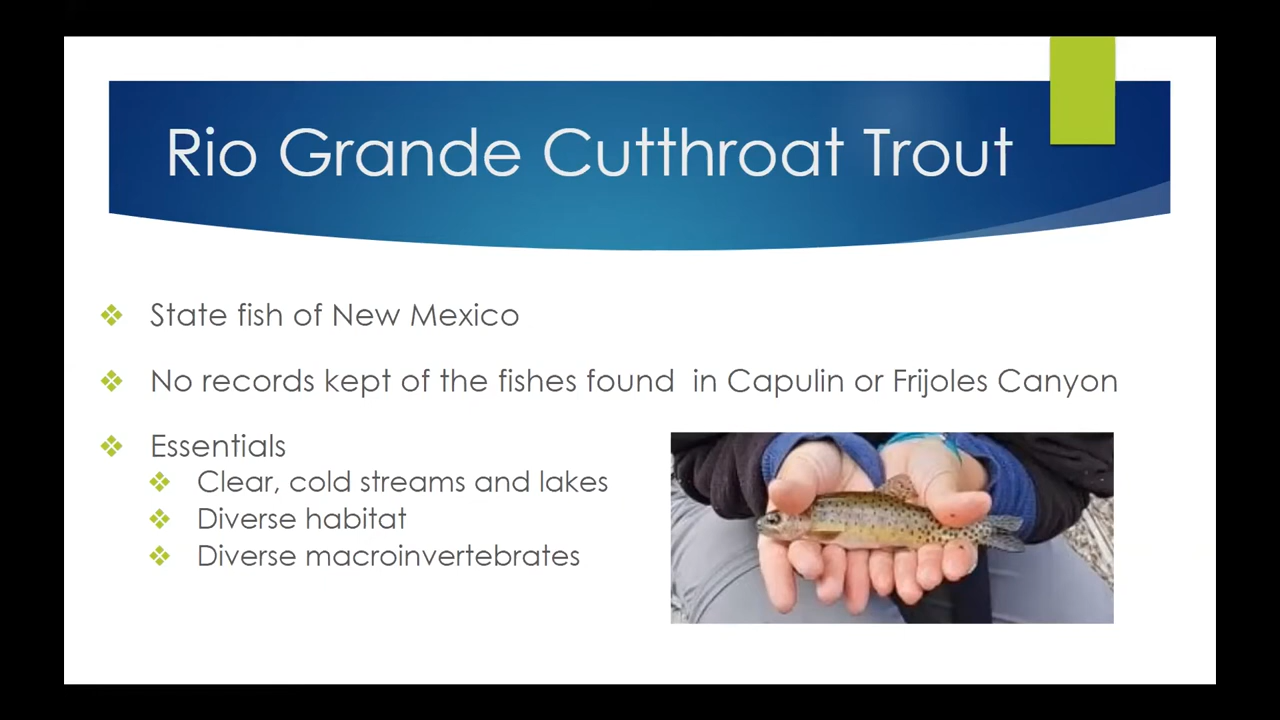 Rio Grande Cutthroat Trout
State fish of New Mexico
No records kept of the fishes found in Capulin or Frijoles Canyon
Essentials
Clear, cold streams and lakes
Diverse habitat
Diverse macroinvertebrates